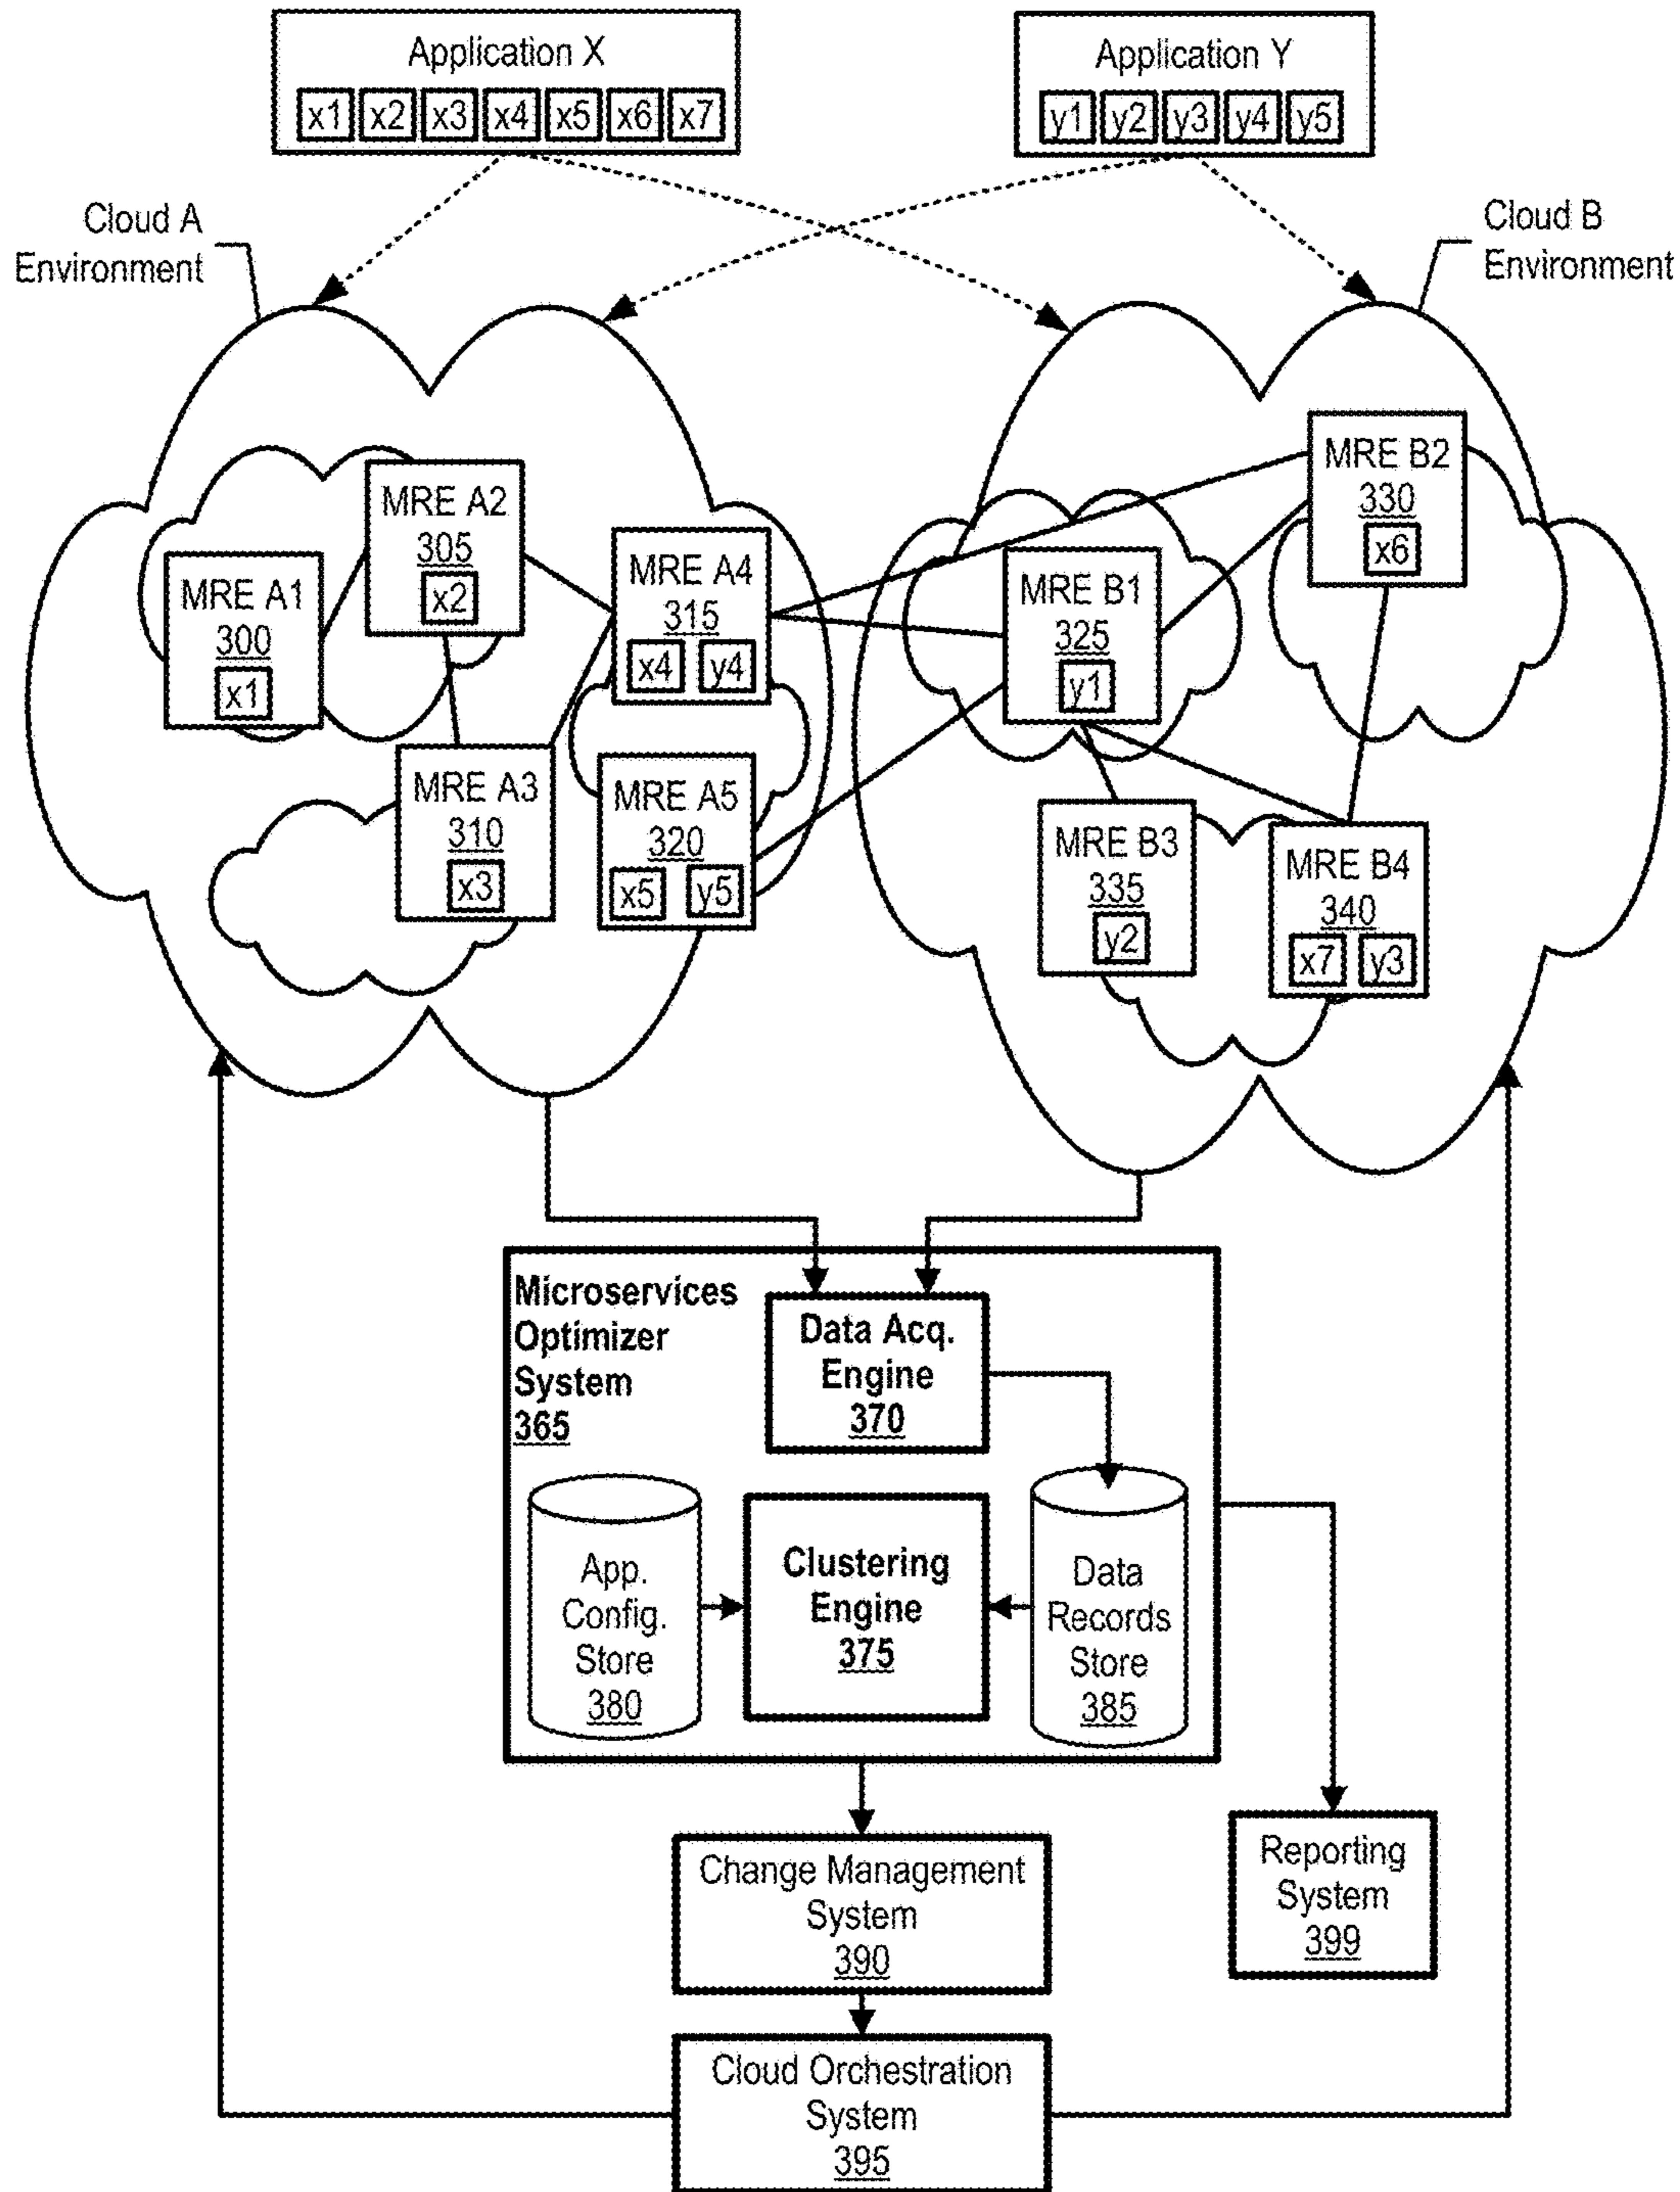 Application X
x1 x2 x3 x4 x5 x6 x7
Application Y
y1 y2 y3 y4 y5
Cloud A
Environment
Cloud B
Environment
MRE A1
300
x1
MRE A2
305
x2
MRE A3
310
x3
MRE A4
315
x4 y4
MRE A5
320
x5 y5
MRE B1
325
y1
MRE B2
330
x6
MRE B3
335
y2
MRE B4
340
x7 y3
Microservices
Optimizer
System
365
Data Acq.
Engine
370
App.
Config.
Store
380
Clustering
Engine
375
Data
Records
Store
385
Change Management
System
390
Reporting
System
399
Cloud Orchestration
System
395